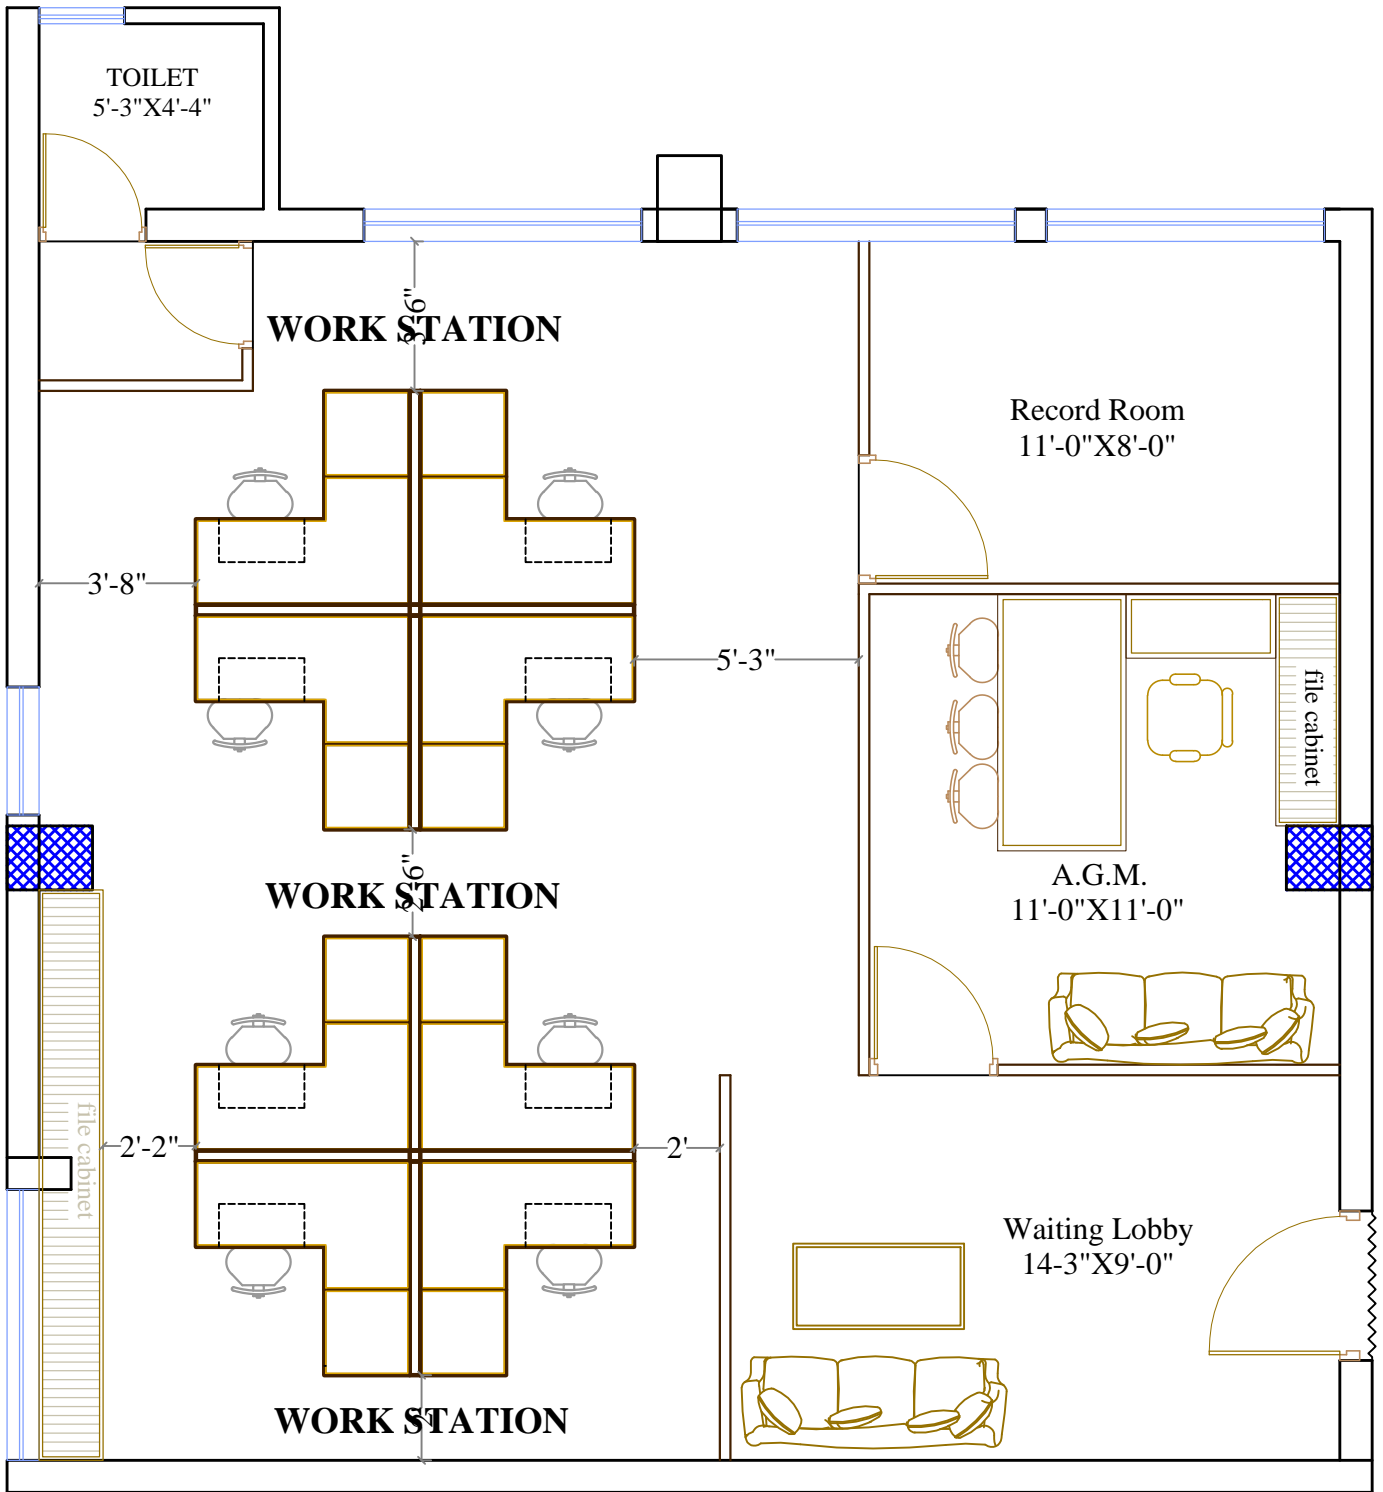 TOILET
5'-3"X4'-4"
3'-6"
WORK STATION
Record Room
11'-0"X8'-0"
3'-8"
5'-3"
file cabinet
2'-6"
WORK STATION
A.G.M.
11'-0"X11'-0"
file cabinet
2'-2"
2'
Waiting Lobby
14-3"X9'-0"
2'
WORK STATION